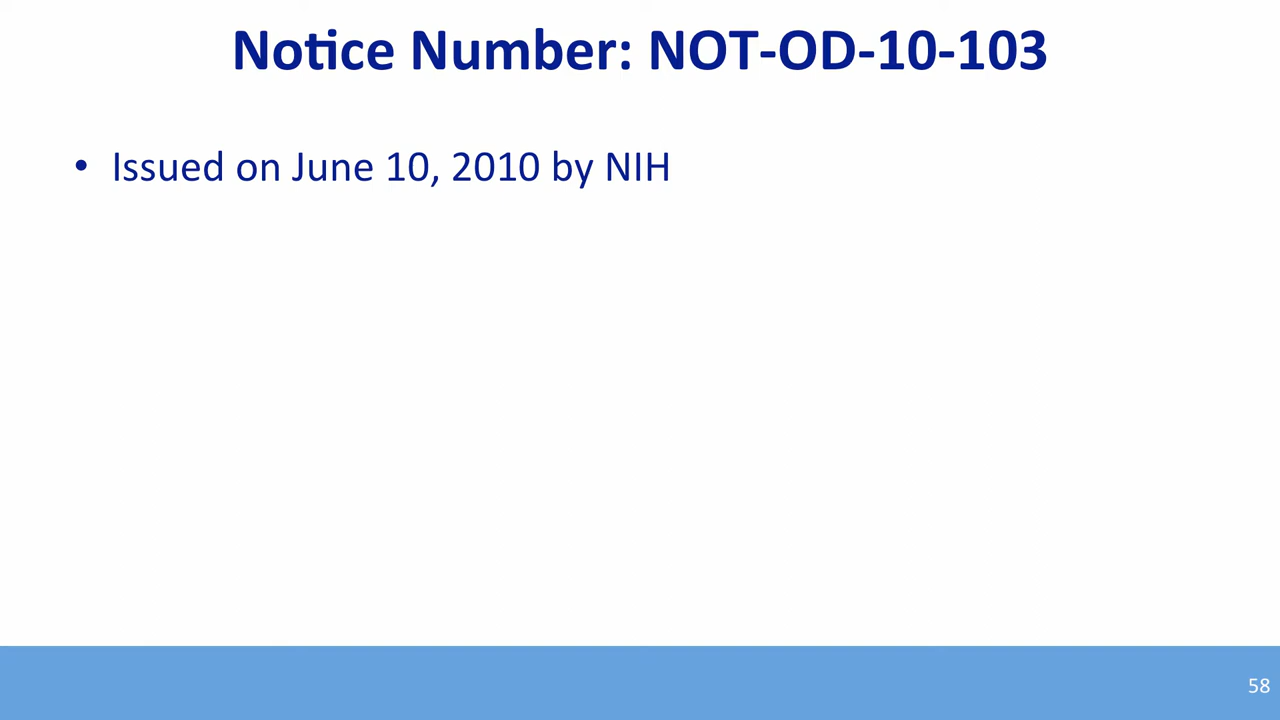 Notice Number: NOT-OD-10-103
• Issued on June 10, 2010 by NIH
58